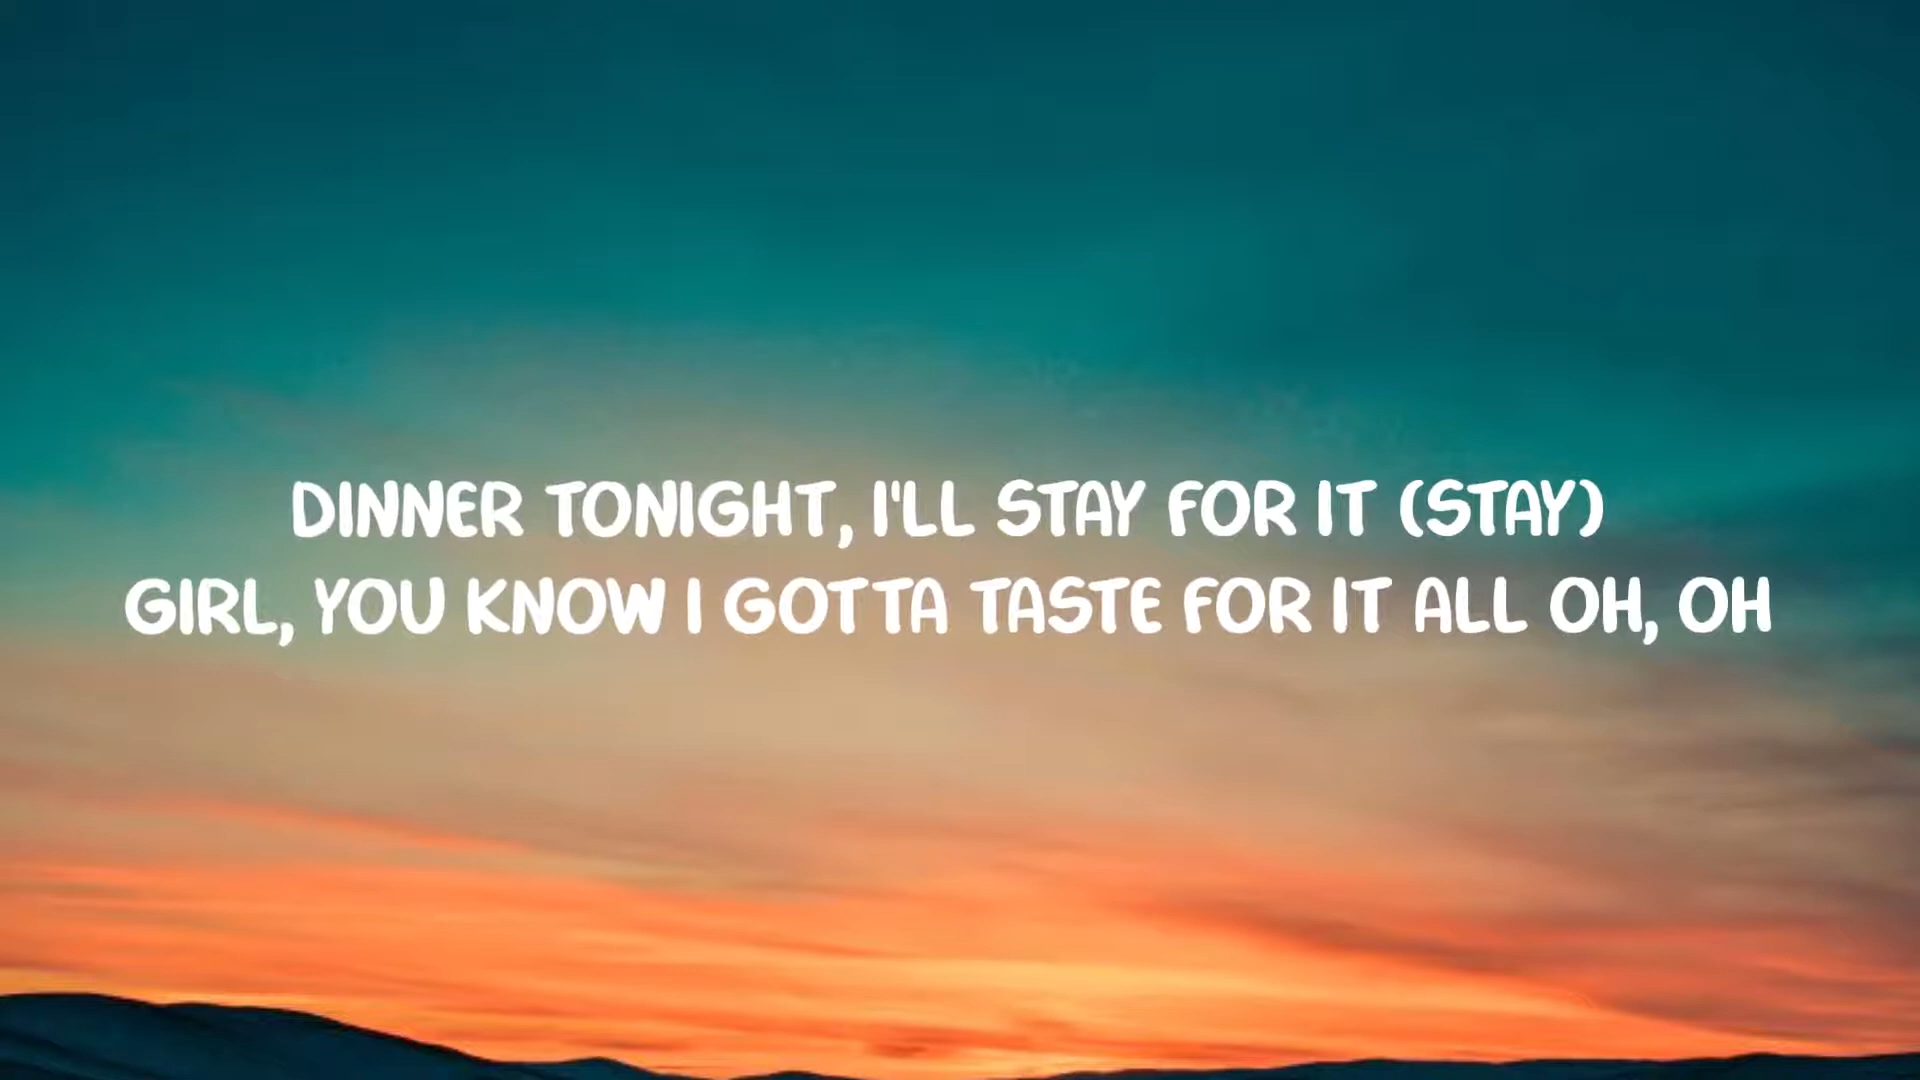 DINNER TONIGHT, I'LL STAY FOR IT (STAY)
GIRL, YOU KNOW I GOTTA TASTE FOR IT ALL OH, OH